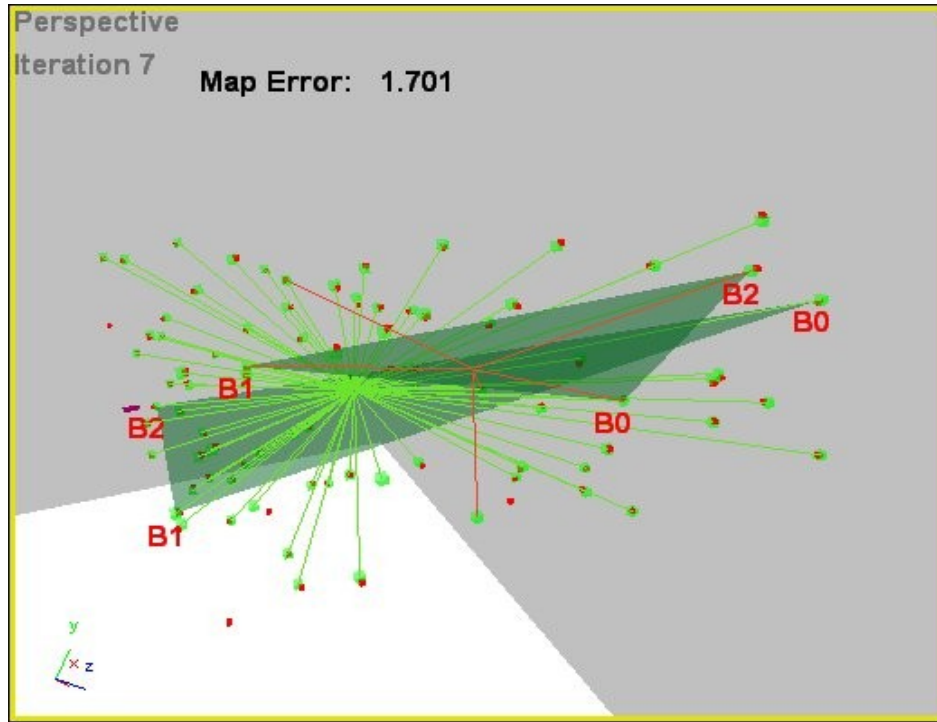 Perspective
Iteration 7
Map Error: 1.701
B2
B0
B1
B0
B2
B1
y
x
z